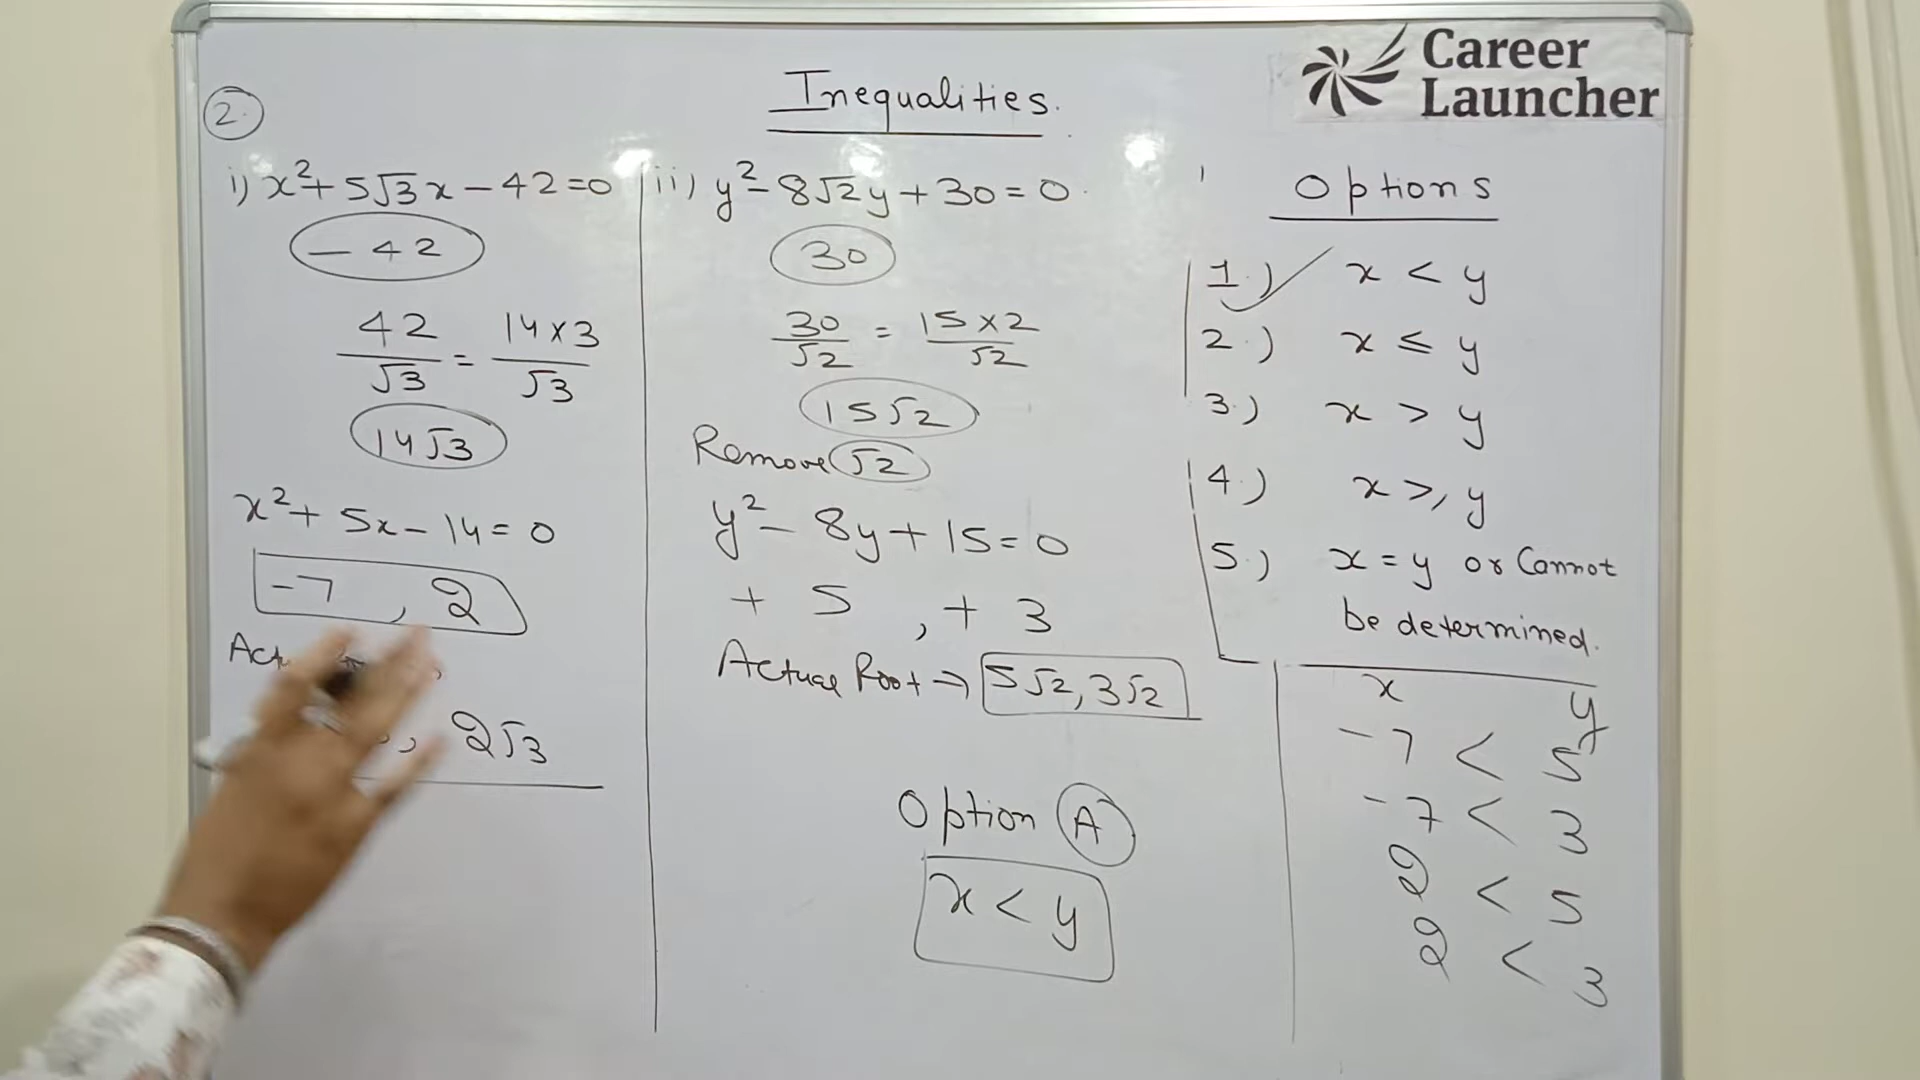 Career
Launcher
Inequalities.
2.
i) x² + 5√3x - 42 = 0
- 42
42/√3 = 14 × 3/√3
14√3
x² + 5x - 14 = 0
-7 , 2
, 2√3
ii) y² - 8√2y + 30 = 0
30
30/√2 = 15 × 2/√2
15√2
Remove √2
y² - 8y + 15 = 0
+ 5 , + 3
Actual Root → 5√2, 3√2
Option A
x < y
Options
1.) x < y
2.) x ≤ y
3.) x > y
4.) x >, y
5.) x = y or Cannot
be determined.
x y
-7 < 5
-7 < 3
2 < 5
2 < 3